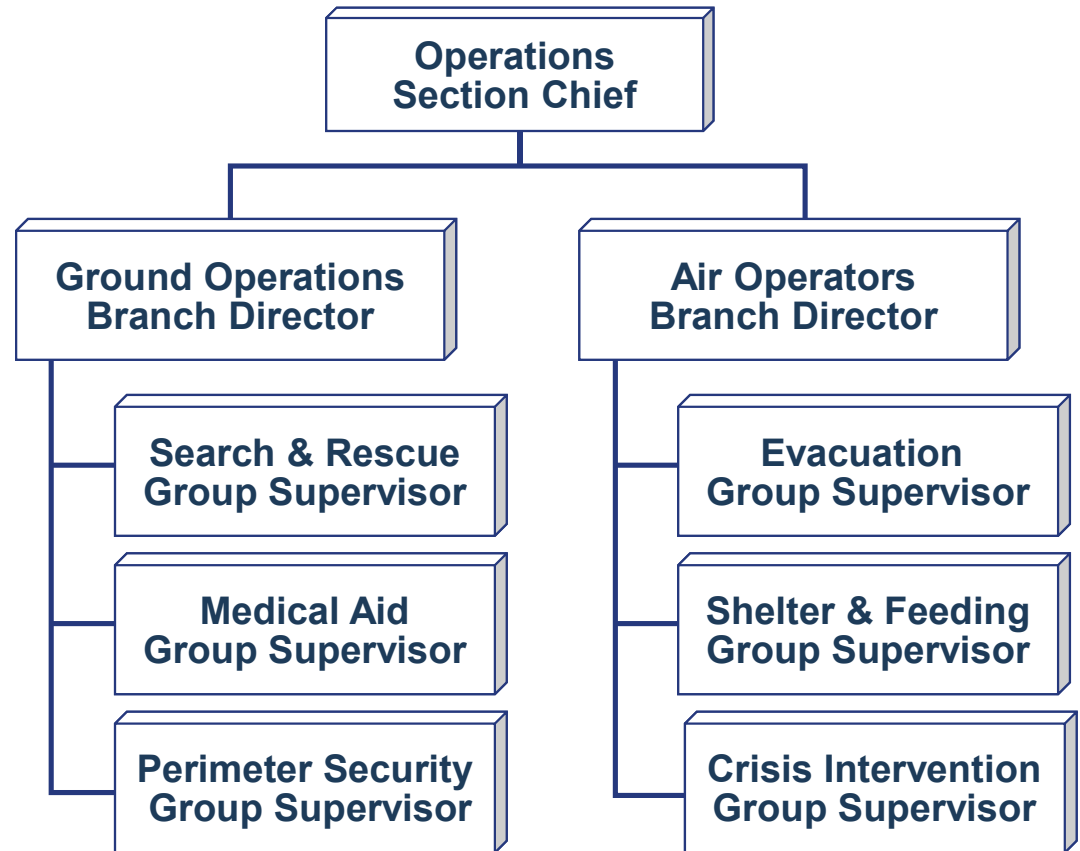 Operations
Section Chief
Ground Operations
Branch Director
Air Operators
Branch Director
Search & Rescue
Group Supervisor
Evacuation
Group Supervisor
Medical Aid
Group Supervisor
Shelter & Feeding
Group Supervisor
Perimeter Security
Group Supervisor
Crisis Intervention
Group Supervisor